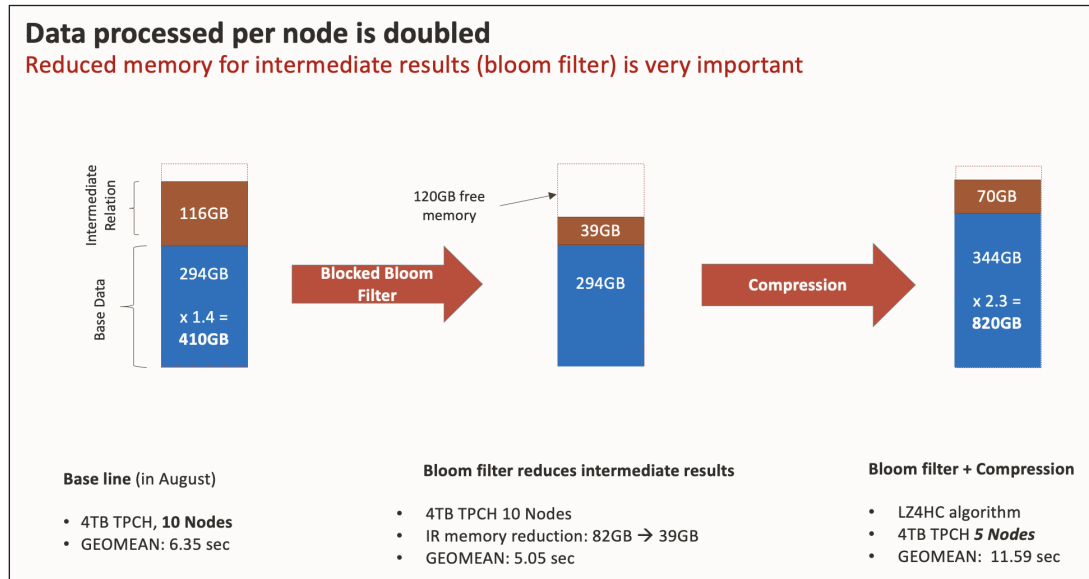 Data processed per node is doubled
Reduced memory for intermediate results (bloom filter) is very important
Intermediate
Relation
116GB
Base Data
294GB
x 1.4 =
410GB
Blocked Bloom
Filter
120GB free
memory
39GB
294GB
Compression
70GB
344GB
x 2.3 =
820GB
Base line (in August)
• 4TB TPCH, 10 Nodes
• GEOMEAN: 6.35 sec
Bloom filter reduces intermediate results
• 4TB TPCH 10 Nodes
• IR memory reduction: 82GB → 39GB
• GEOMEAN: 5.05 sec
Bloom filter + Compression
• LZ4HC algorithm
• 4TB TPCH 5 Nodes
• GEOMEAN: 11.59 sec